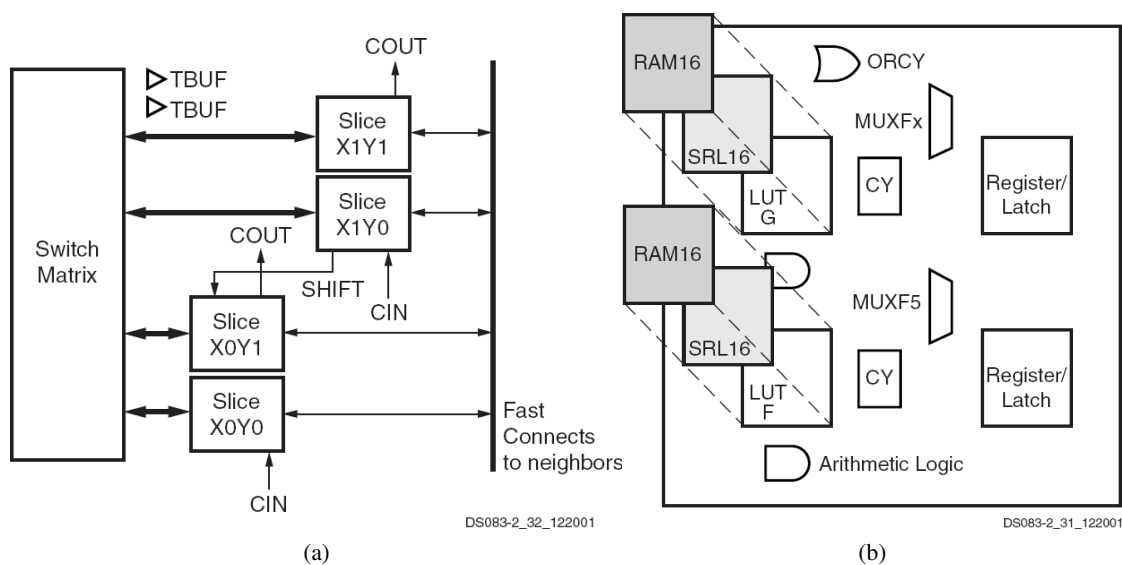 COUT
TBUF
TBUF
Slice
X1Y1
Slice
X1Y0
COUT
Switch
Matrix
SHIFT
CIN
Slice
X0Y1
Slice
X0Y0
Fast
Connects
to neighbors
CIN
DS083-2_32_122001
(a)
RAM16
ORCY
MUXFx
SRL16
LUT
G
CY
Register/
Latch
RAM16
MUXF5
SRL16
LUT
F
CY
Register/
Latch
Arithmetic Logic
DS083-2_31_122001
(b)